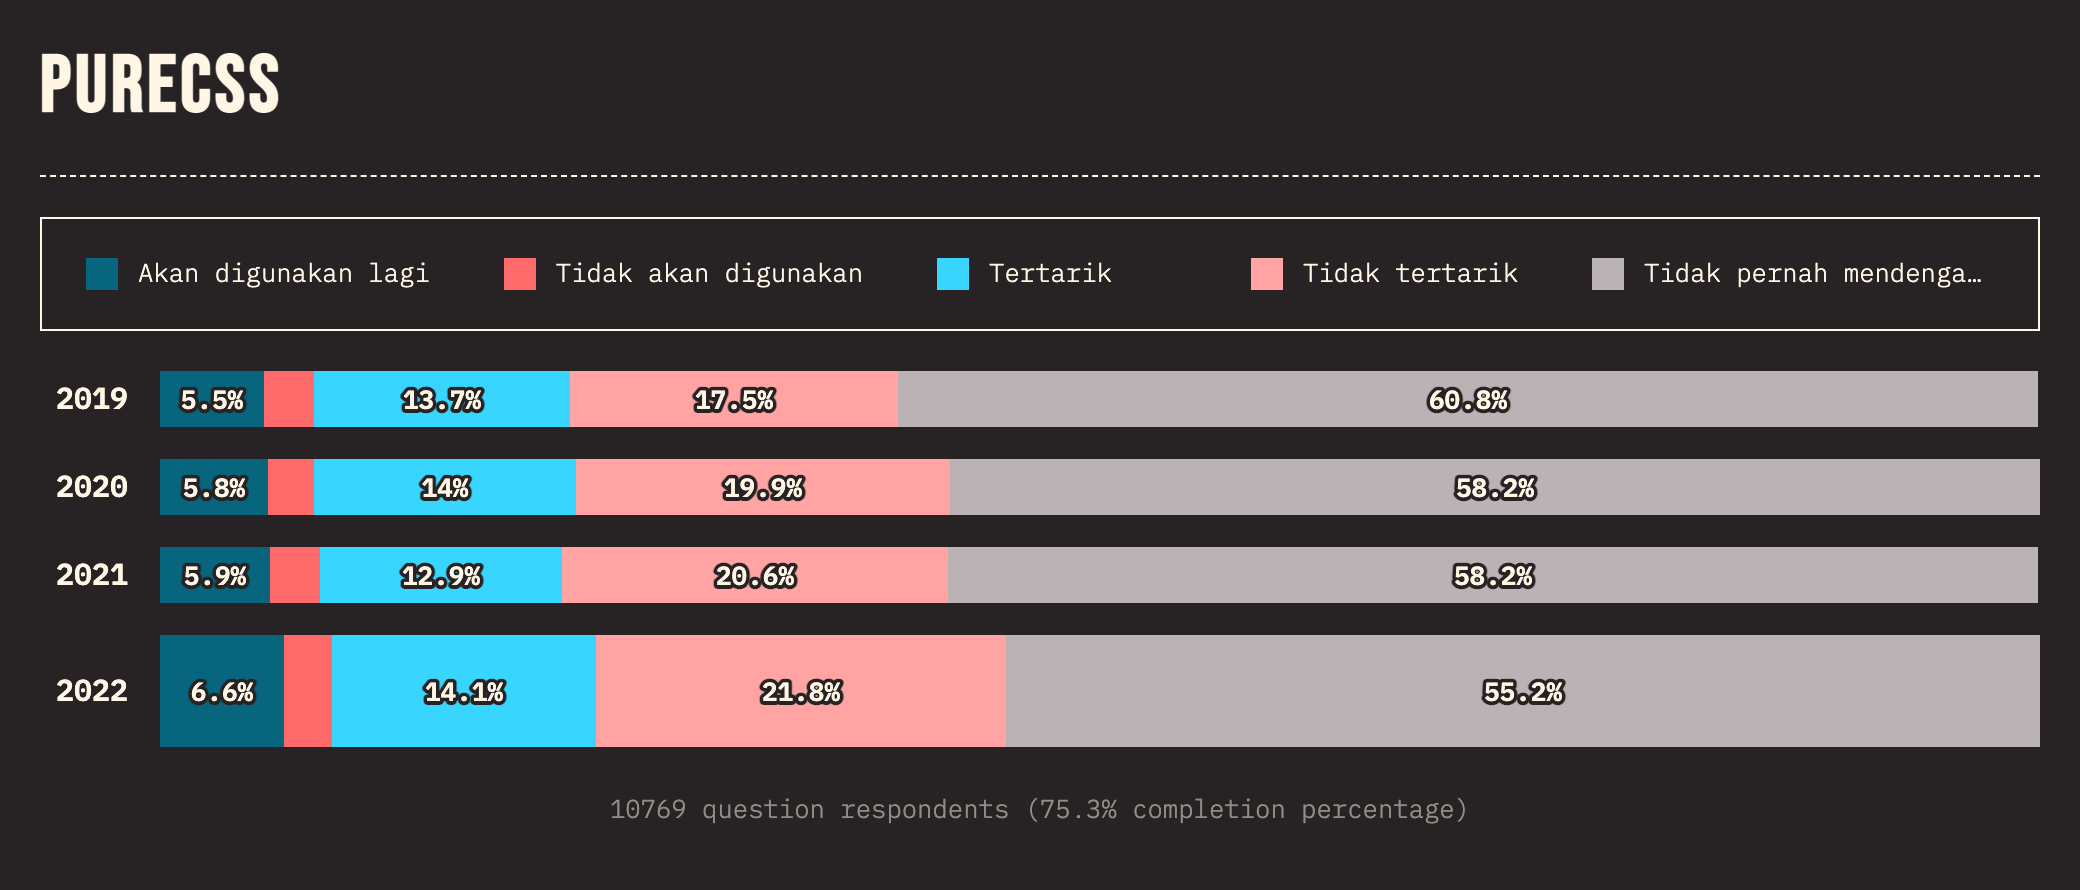 PURECSS
Akan digunakan lagi Tidak akan digunakan Tertarik Tidak tertarik Tidak pernah mendenga…
2019 5.5% 13.7% 17.5% 60.8%
2020 5.8% 14% 19.9% 58.2%
2021 5.9% 12.9% 20.6% 58.2%
2022 6.6% 14.1% 21.8% 55.2%
10769 question respondents (75.3% completion percentage)